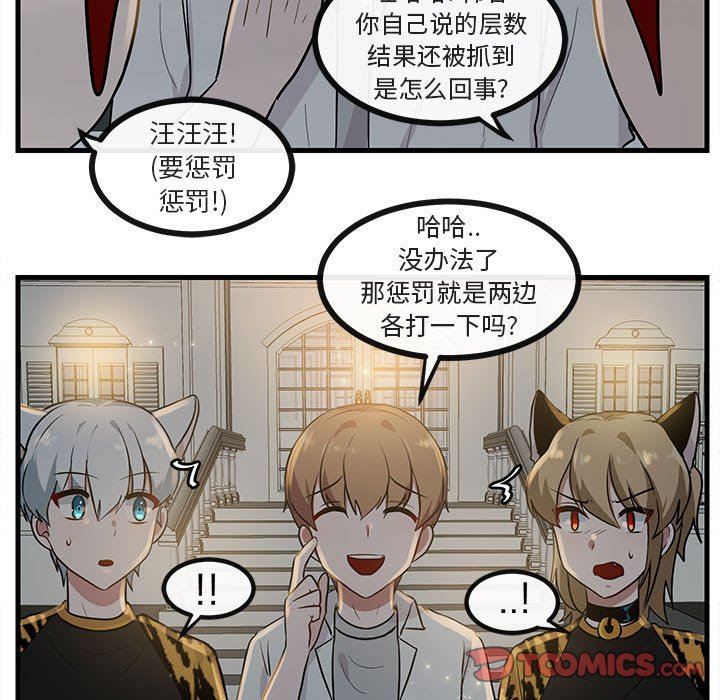 你自己说的层数
结果还被抓到
是怎么回事?
汪汪汪!
(要惩罚
惩罚!)
哈哈..
没办法了
那惩罚就是两边
各打一下吗?
!!
..!
TCOMICS.COM